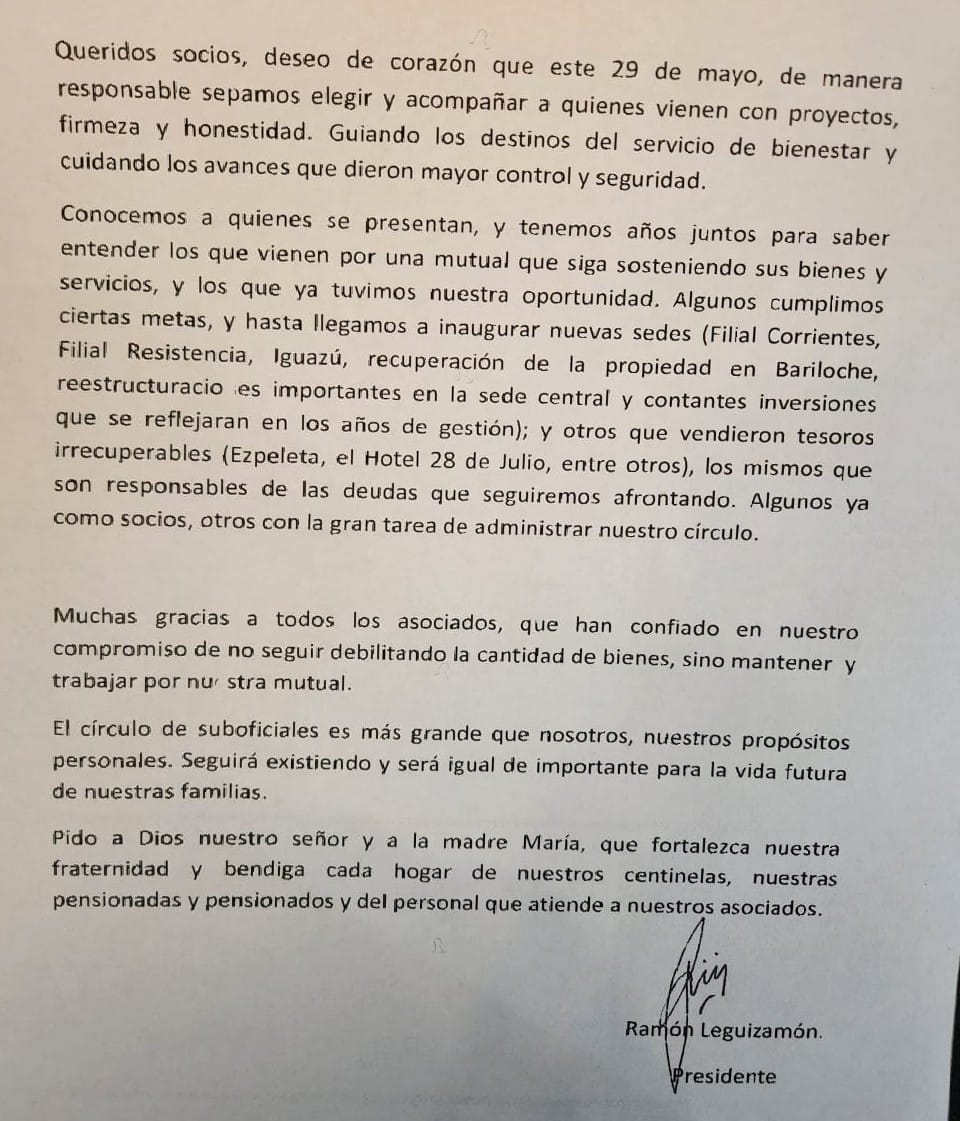 Queridos socios, deseo de corazón que este 29 de mayo, de manera
responsable sepamos elegir y acompañar a quienes vienen con proyectos,
firmeza y honestidad. Guiando los destinos del servicio de bienestar y
cuidando los avances que dieron mayor control y seguridad.
Conocemos a quienes se presentan, y tenemos años juntos para saber
entender los que vienen por una mutual que siga sosteniendo sus bienes y
servicios, y los que ya tuvimos nuestra oportunidad. Algunos cumplimos
ciertas metas, y hasta llegamos a inaugurar nuevas sedes (Filial Corrientes,
Filial Resistencia, Iguazú, recuperación de la propiedad en Bariloche,
reestructuracio es importantes en la sede central y contantes inversiones
que se reflejaran en los años de gestión); y otros que vendieron tesoros
irrecuperables (Ezpeleta, el Hotel 28 de Julio, entre otros), los mismos que
son responsables de las deudas que seguiremos afrontando. Algunos ya
como socios, otros con la gran tarea de administrar nuestro círculo.
Muchas gracias a todos los asociados, que han confiado en nuestro
compromiso de no seguir debilitando la cantidad de bienes, sino mantener y
trabajar por nu stra mutual.
El círculo de suboficiales es más grande que nosotros, nuestros propósitos
personales. Seguirá existiendo y será igual de importante para la vida futura
de nuestras familias.
Pido a Dios nuestro señor y a la madre María, que fortalezca nuestra
fraternidad y bendiga cada hogar de nuestros centinelas, nuestras
pensionadas y pensionados y del personal que atiende a nuestros asociados.
Ramón Leguizamón.
Presidente